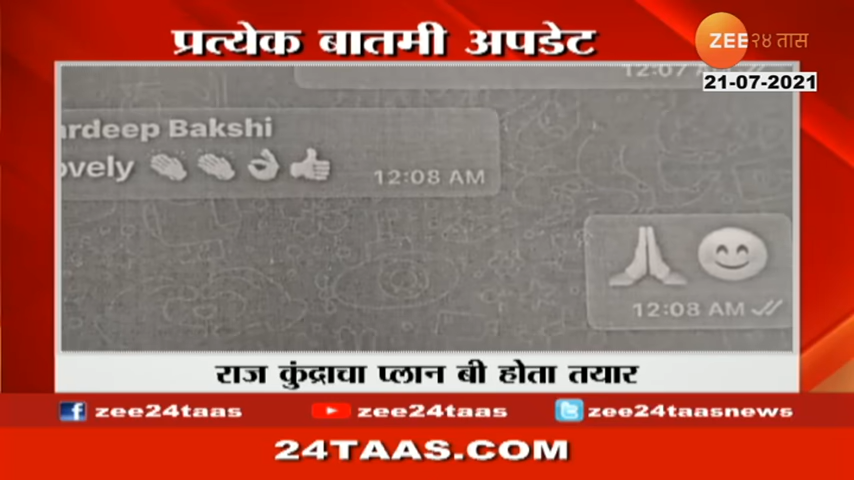 प्रत्येक बातमी अपडेट
ZEE २४ तास
21-07-2021
12:07
ardeep Bakshi
ovely 👏👏👌👍 12:08 AM
🙏😊
12:08 AM
राज कुंद्राचा प्लान बी होता तयार
zee24taas zee24taas zee24taasnews
24TAAS.COM